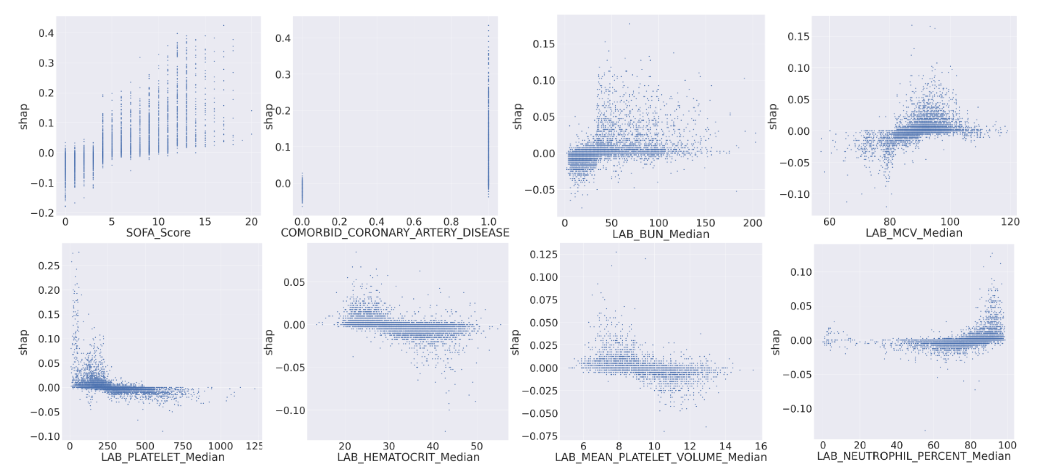 0.4
0.3
0.2
0.1
0.0
−0.1
−0.2
shap
0 5 10 15 20
SOFA_Score
0.4
0.3
0.2
0.1
0.0
shap
0.0 0.2 0.4 0.6 0.8 1.0
COMORBID_CORONARY_ARTERY_DISEASE
0.15
0.10
0.05
0.00
−0.05
shap
0 50 100 150 200
LAB_BUN_Median
0.15
0.10
0.05
0.00
−0.05
−0.10
shap
60 80 100 120
LAB_MCV_Median
0.25
0.20
0.15
0.10
0.05
0.00
−0.05
−0.10
shap
0 250 500 750 1000 125
LAB_PLATELET_Median
0.05
0.00
−0.05
−0.10
shap
20 30 40 50
LAB_HEMATOCRIT_Median
0.125
0.100
0.075
0.050
0.025
0.000
−0.025
−0.050
−0.075
shap
6 8 10 12 14 16
LAB_MEAN_PLATELET_VOLUME_Median
0.10
0.05
0.00
−0.05
−0.10
shap
0 20 40 60 80 100
LAB_NEUTROPHIL_PERCENT_Median